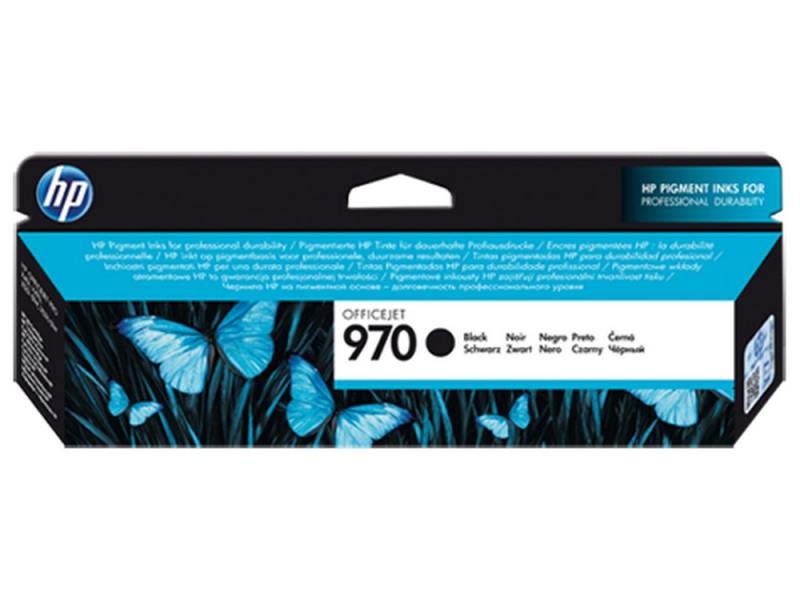 hp
HP PIGMENT INKS FOR
PROFESSIONAL DURABILITY
HP Pigment Inks for professional durability / Pigmentierte HP Tinte für dauerhafte Profiausdrucke / Encres pigmentées HP : la durabilité
professionnelle / HP inkt op pigmentbasis voor professionele, duurzame resultaten / Tintas pigmentadas HP para durabilidad profesional /
Inchiostri pigmentati HP per una durata professionale / Tintas Pigmentadas HP para durabilidade profissional / Pigmentowe wkłady
atramentowe HP to gwarancja profesjonalnej trwałości / Pigmentové inkousty HP zajišťují profesionální trvanlivost tisku /
Чернила HP на пигментной основе – долговечность профессионального уровня
OFFICEJET
970
Black Noir Negro Preto Černá
Schwarz Zwart Nero Czarny Чёрный